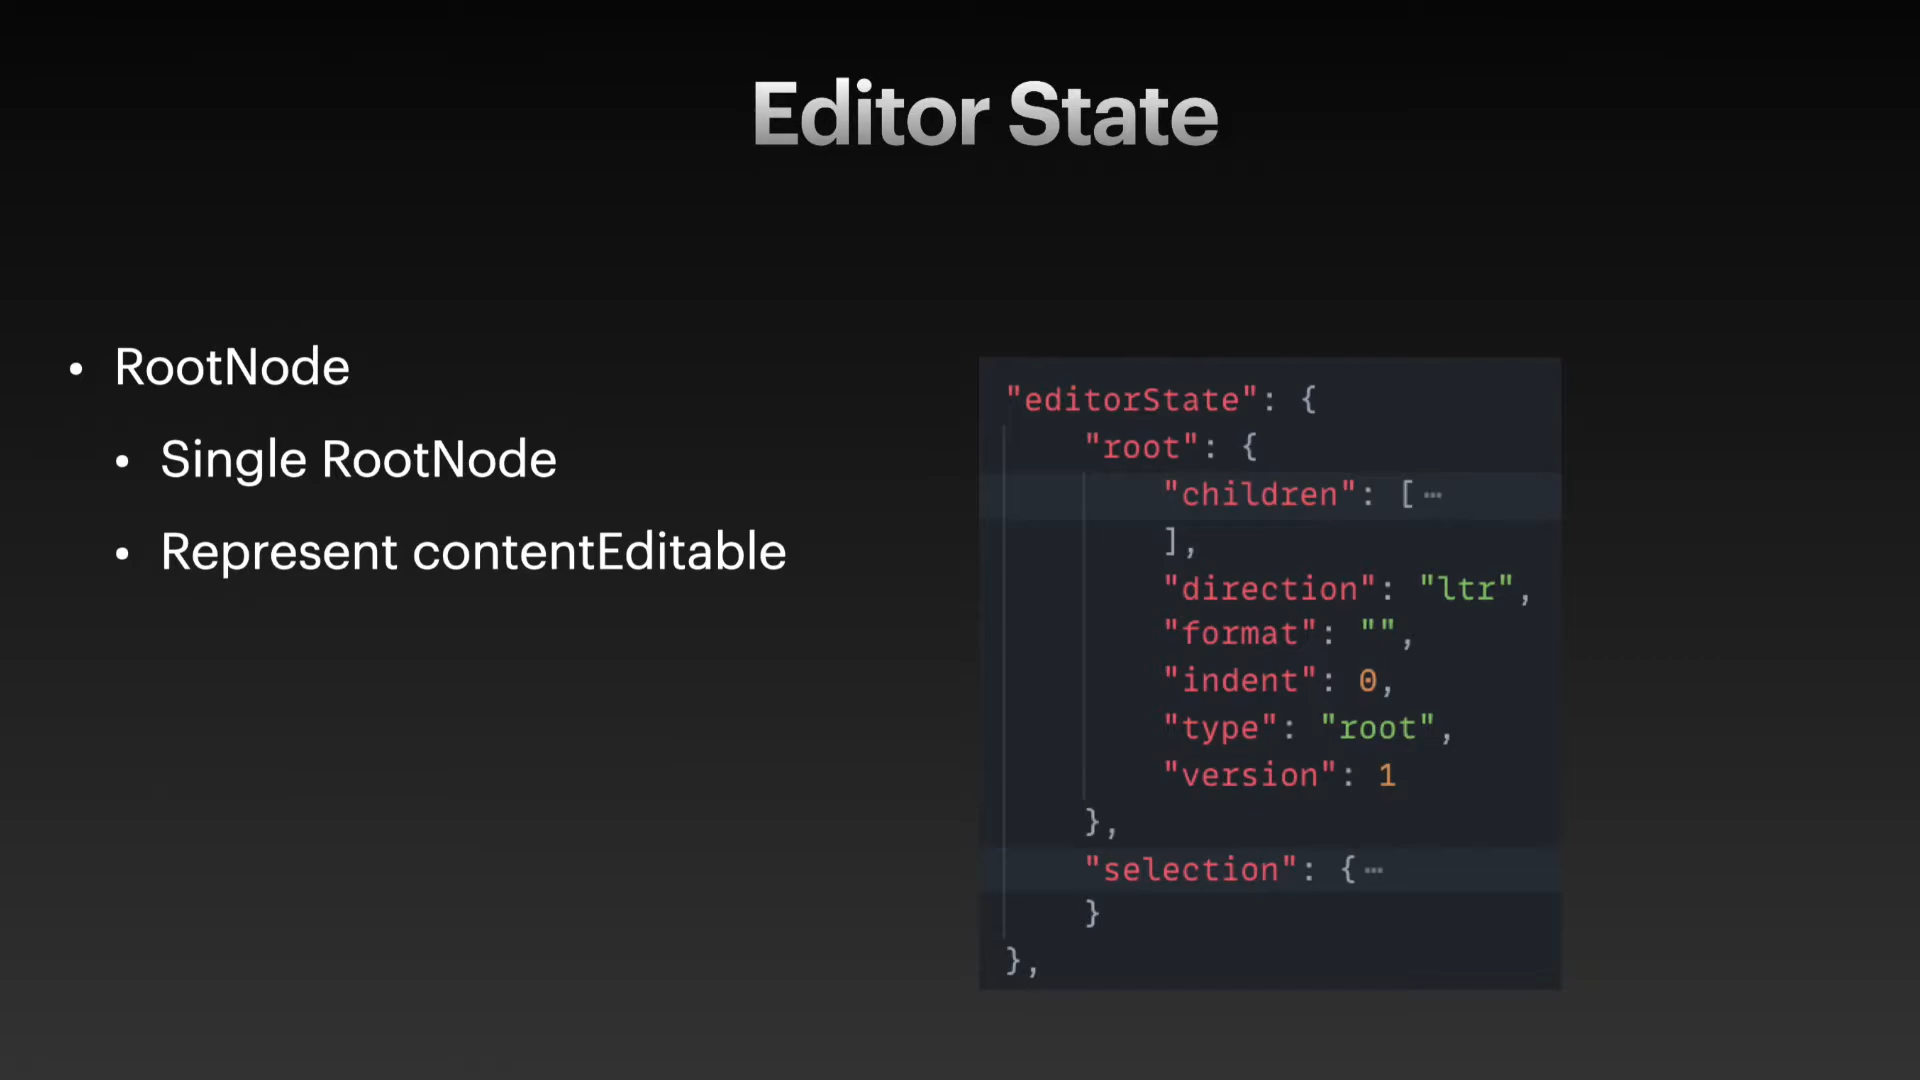 Editor State
• RootNode
• Single RootNode
• Represent contentEditable
"editorState": {
"root": {
"children": [ ⋯
],
"direction": "ltr",
"format": "",
"indent": 0,
"type": "root",
"version": 1
},
"selection": { ⋯
}
},